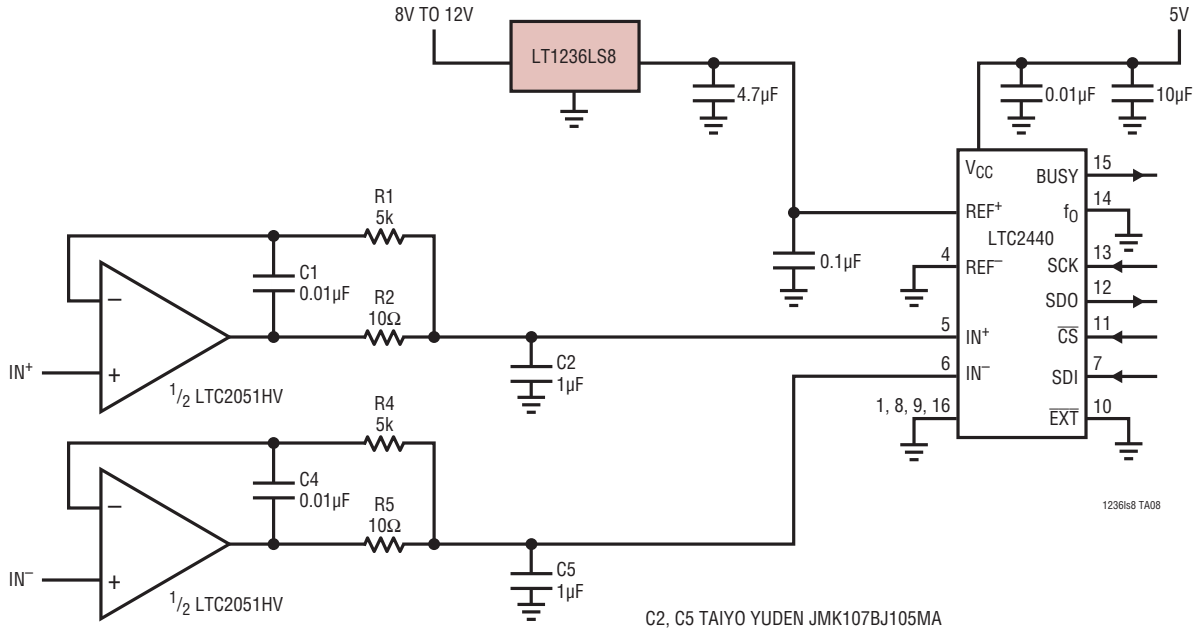 8V TO 12V
LT1236LS8
4.7µF
5V
0.01µF
10µF
VCC
REF+
4
REF–
LTC2440
BUSY
15
fO
14
SCK
13
SDO
12
CS
11
SDI
7
EXT
10
5
IN+
6
IN–
1, 8, 9, 16
0.1µF
R1
5k
C1
0.01µF
R2
10Ω
–
+
IN+
1/2 LTC2051HV
C2
1µF
R4
5k
C4
0.01µF
R5
10Ω
–
+
IN–
1/2 LTC2051HV
C5
1µF
C2, C5 TAIYO YUDEN JMK107BJ105MA
1236ls8 TA08